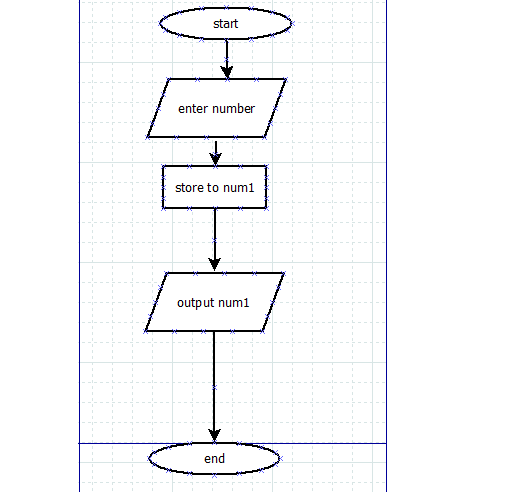 start
enter number
store to num1
output num1
end